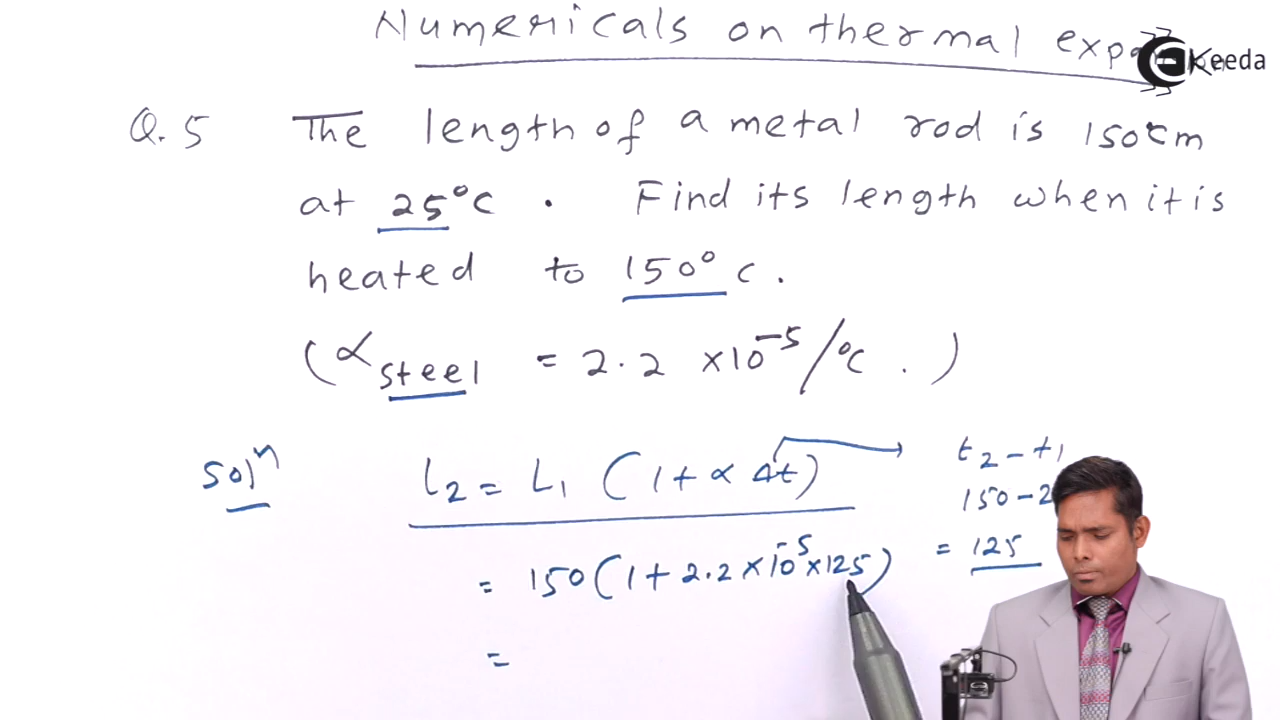 Numericals on thermal exp
Keeda
Q.5 The length of a metal rod is 150cm
at 25°C. Find its length when it is
heated to 150°C.
(∝steel = 2.2 ×10⁻⁵/°C.)
Solⁿ l₂ = L₁ (1+∝ Δt) t₂-t₁
150-2
= 150(1+2.2×10⁻⁵×125) = 125
=